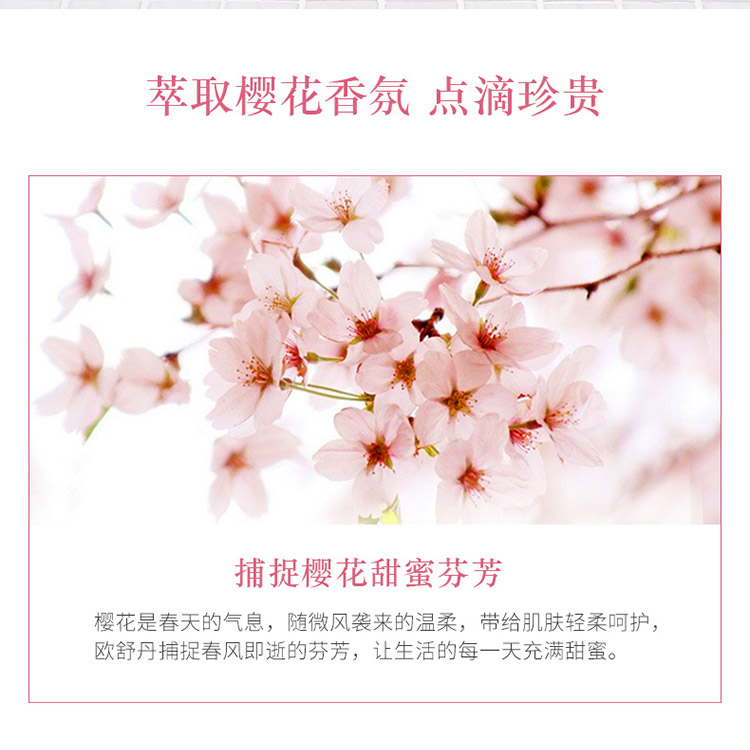 萃取樱花香氛 点滴珍贵
捕捉樱花甜蜜芬芳
樱花是春天的气息，随微风袭来的温柔，带给肌肤轻柔呵护，
欧舒丹捕捉春风即逝的芬芳，让生活的每一天充满甜蜜。